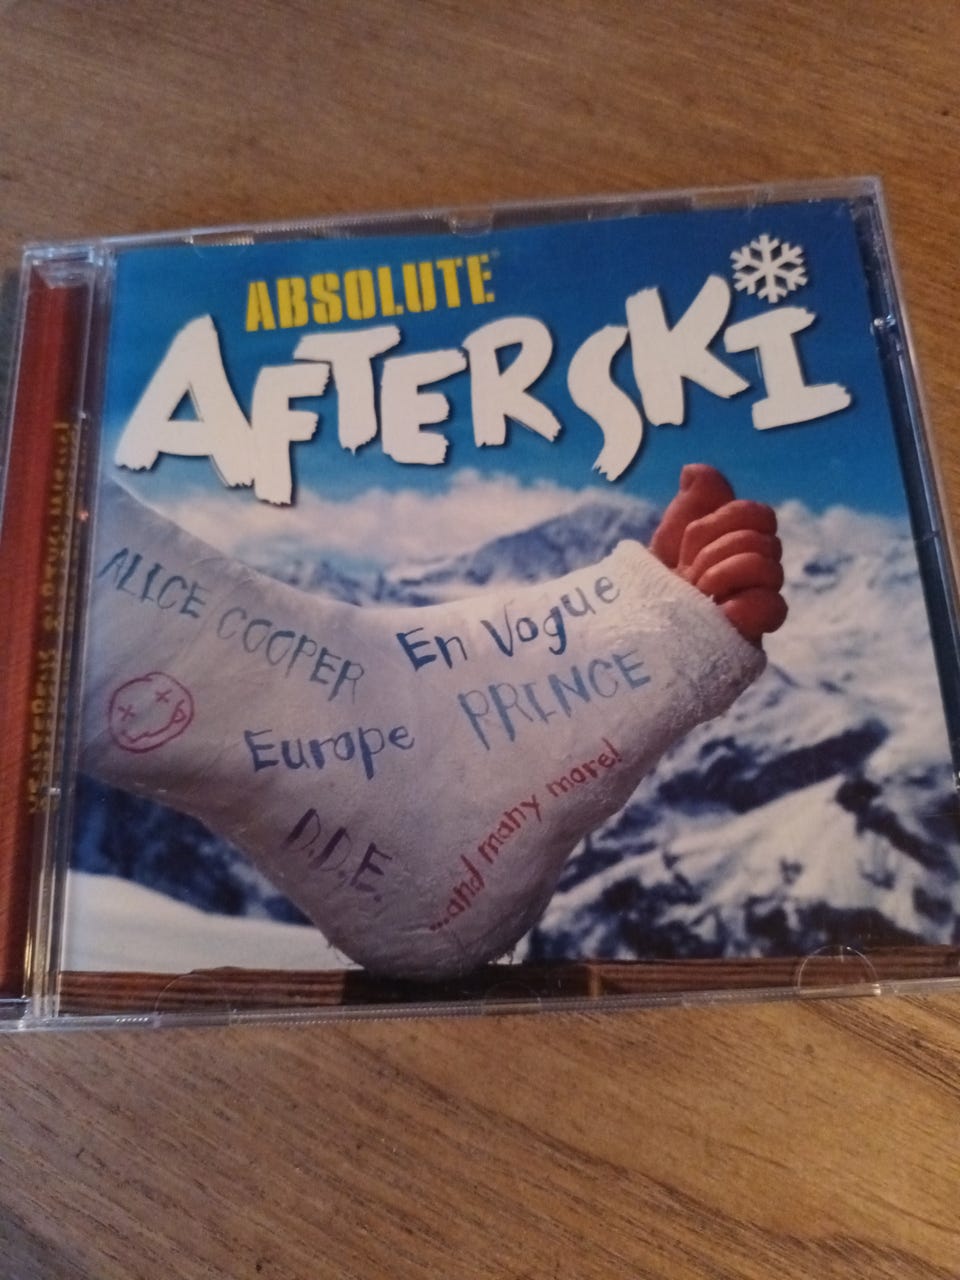 ABSOLUTE
AFTERSKI
ALICE COOPER
En Vogue
PRINCE
Europe
D.D.E.
...and many more!